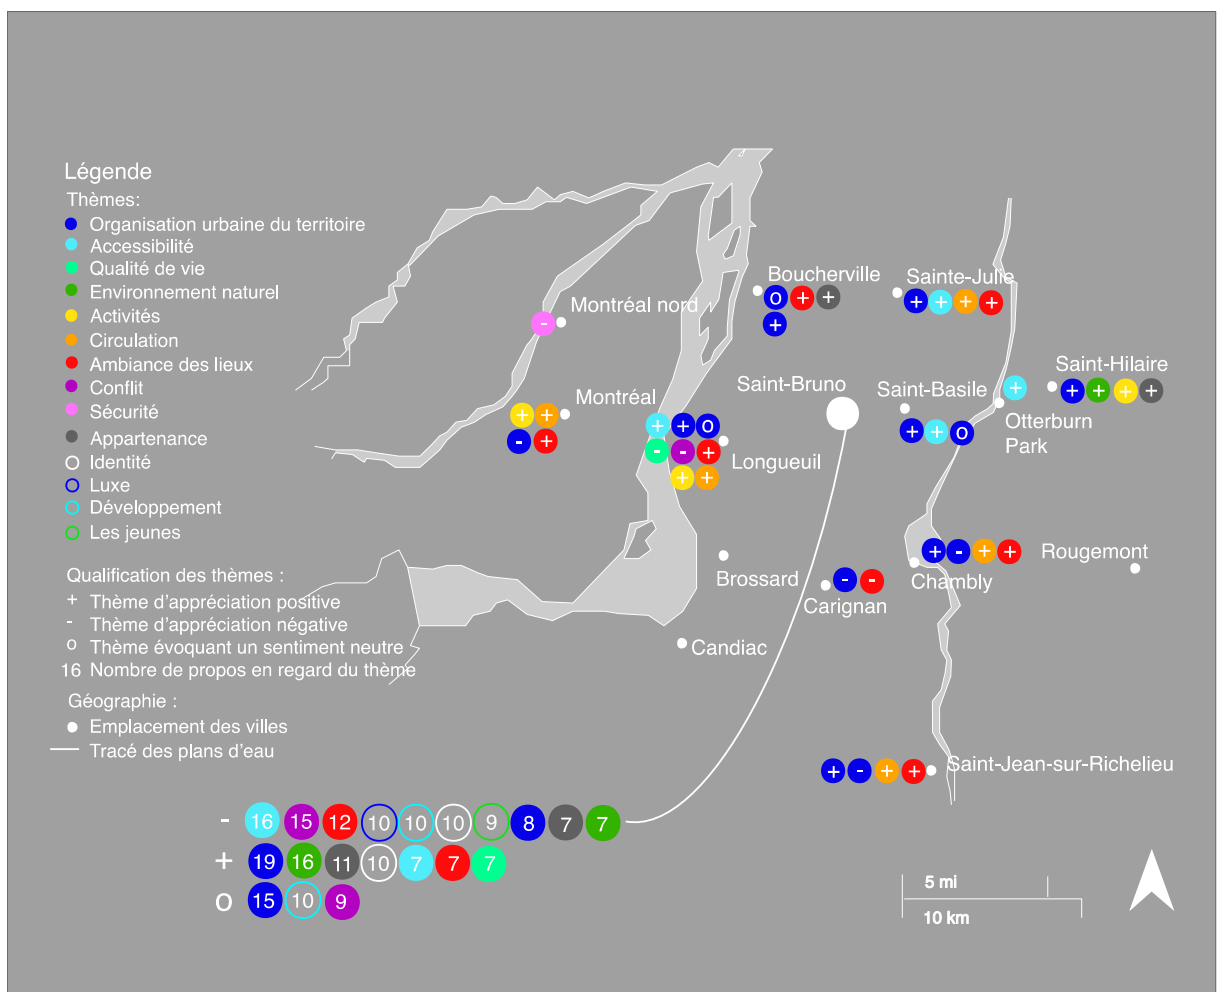 Légende
Thèmes:
Organisation urbaine du territoire
Accessibilité
Qualité de vie
Environnement naturel
Activités
Circulation
Ambiance des lieux
Conflit
Sécurité
Appartenance
Identité
Luxe
Développement
Les jeunes
Qualification des thèmes :
+ Thème d'appréciation positive
- Thème d'appréciation négative
o Thème évoquant un sentiment neutre
16 Nombre de propos en regard du thème
Géographie :
Emplacement des villes
Tracé des plans d'eau
Boucherville
o + +
+
Sainte-Julie
+ + + +
Montréal nord
-
Montréal
+ +
- +
Saint-Bruno
Saint-Basile
+ + o
Saint-Hilaire
+ + + +
+
Otterburn
Park
+ + o
- - +
+ +
Longueuil
Brossard
Carignan
- -
Chambly
+ - + +
Rougemont
Candiac
+ - + +
Saint-Jean-sur-Richelieu
- 16 15 12 10 10 10 9 8 7 7
+ 19 16 11 10 7 7 7
o 15 10 9
5 mi
10 km